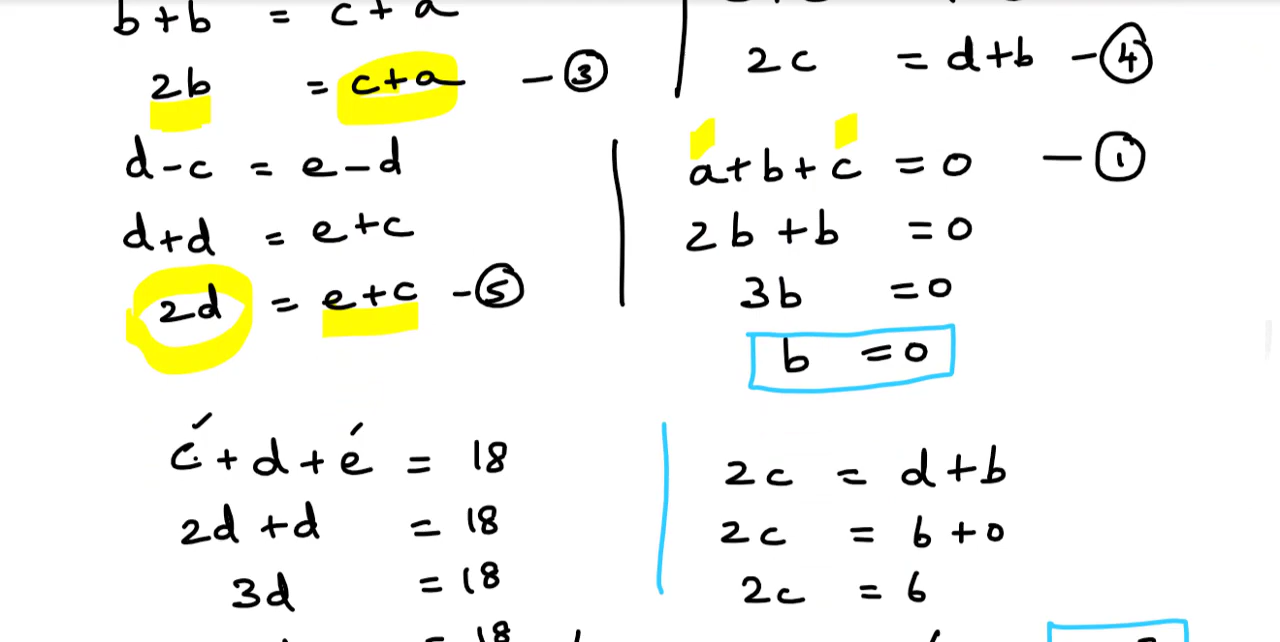 b+b = c+a
2b = c+a -③
d-c = e-d
d+d = e+c
2d = e+c -⑤
2c = d+b -④
a+b+c =0 -①
2b+b =0
3b =0
b =0
c+d+e = 18
2d+d = 18
3d = 18
= 18
2c = d+b
2c = 6+0
2c = 6